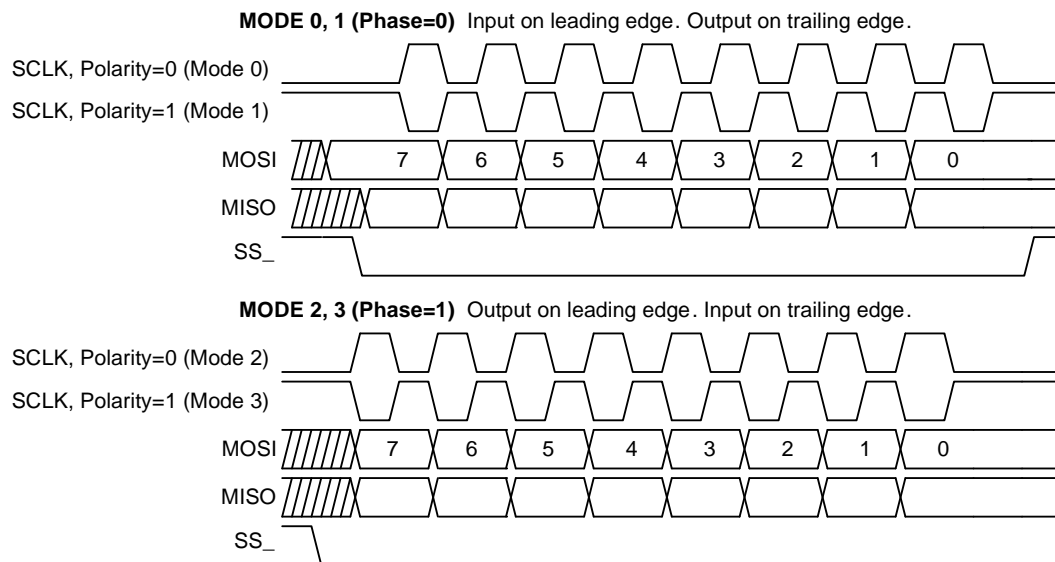 MODE 0, 1 (Phase=0) Input on leading edge. Output on trailing edge.
SCLK, Polarity=0 (Mode 0)
SCLK, Polarity=1 (Mode 1)
MOSI 7 6 5 4 3 2 1 0
MISO
SS_
MODE 2, 3 (Phase=1) Output on leading edge. Input on trailing edge.
SCLK, Polarity=0 (Mode 2)
SCLK, Polarity=1 (Mode 3)
MOSI 7 6 5 4 3 2 1 0
MISO
SS_